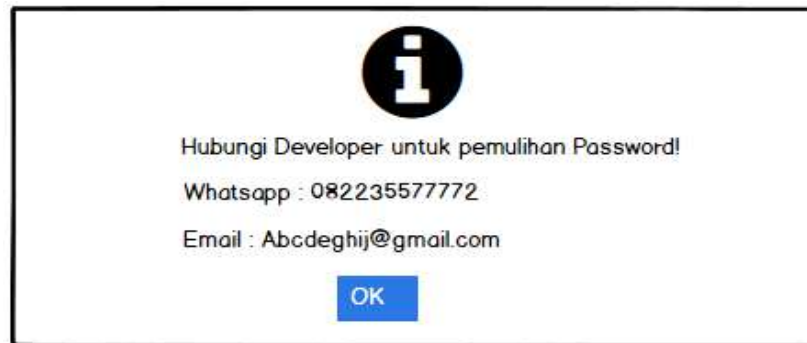 Hubungi Developer untuk pemulihan Password!
Whatsapp : 082235577772
Email : Abcdeghij@gmail.com
OK